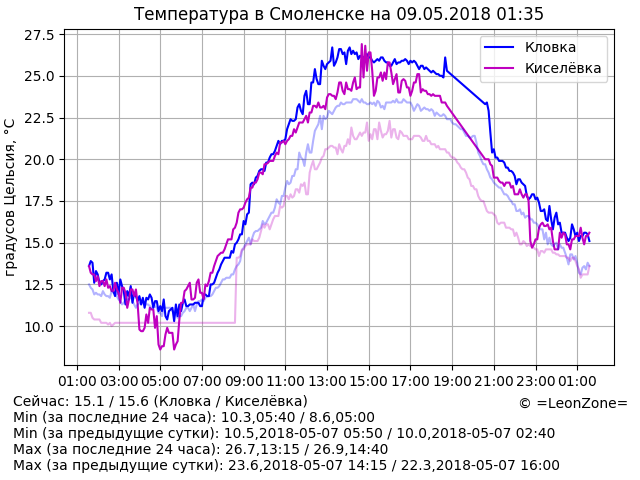 Температура в Смоленске на 09.05.2018 01:35
градусов Цельсия, °C
27.5
25.0
22.5
20.0
17.5
15.0
12.5
10.0
Кловка
Киселёвка
01:00 03:00 05:00 07:00 09:00 11:00 13:00 15:00 17:00 19:00 21:00 23:00 01:00
Сейчас: 15.1 / 15.6 (Кловка / Киселёвка)
© =LeonZone=
Min (за последние 24 часа): 10.3,05:40 / 8.6,05:00
Min (за предыдущие сутки): 10.5,2018-05-07 05:50 / 10.0,2018-05-07 02:40
Max (за последние 24 часа): 26.7,13:15 / 26.9,14:40
Max (за предыдущие сутки): 23.6,2018-05-07 14:15 / 22.3,2018-05-07 16:00